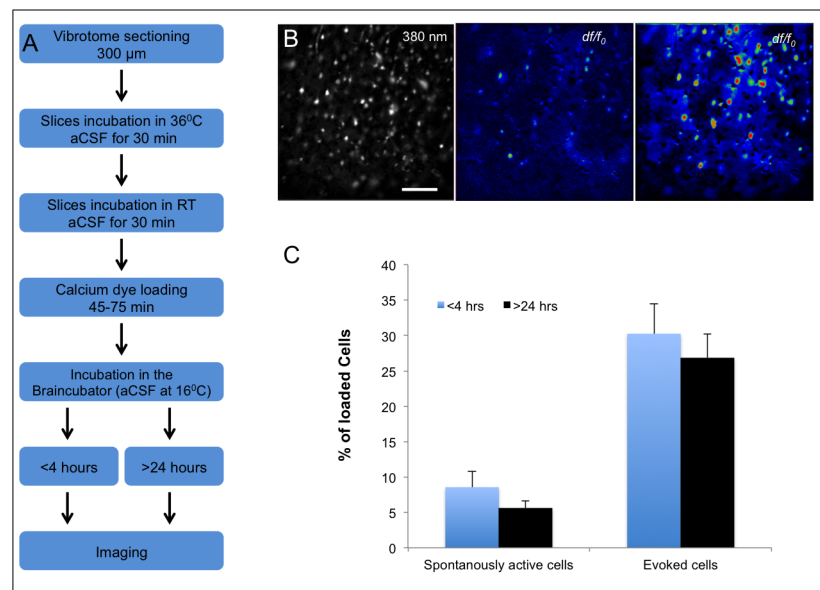 A
Vibrotome sectioning
300 µm
Slices incubation in 36⁰C
aCSF for 30 min
Slices incubation in RT
aCSF for 30 min
Calcium dye loading
45-75 min
Incubation in the
Braincubator (aCSF at 16⁰C)
<4 hours
>24 hours
Imaging
B
380 nm
df/f₀
df/f₀
C
% of loaded Cells
40
35
30
25
20
15
10
5
0
<4 hrs
>24 hrs
Spontanously active cells
Evoked cells